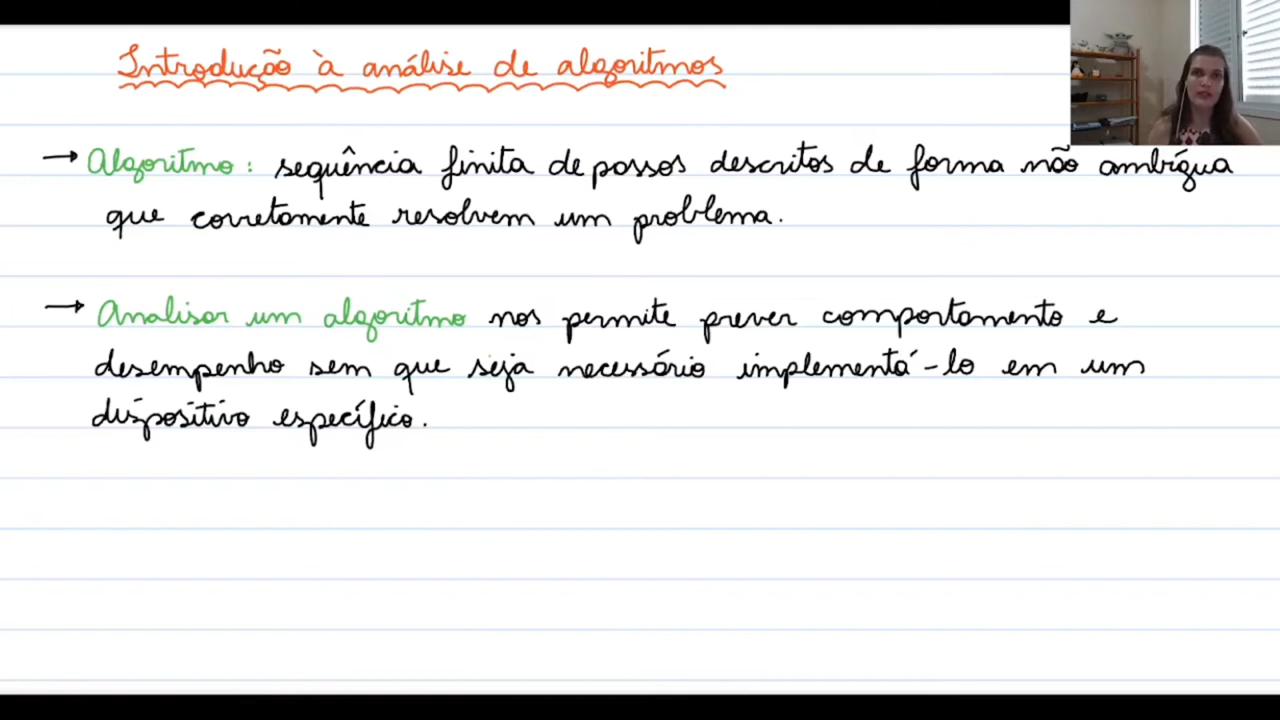 Introdução à análise de algoritmos
→ Algoritmo: sequência finita de passos descritos de forma não ambígua
que corretamente resolvem um problema.
→ Analisar um algoritmo nos permite prever comportamento e
desempenho sem que seja necessário implementá-lo em um
dispositivo específico.